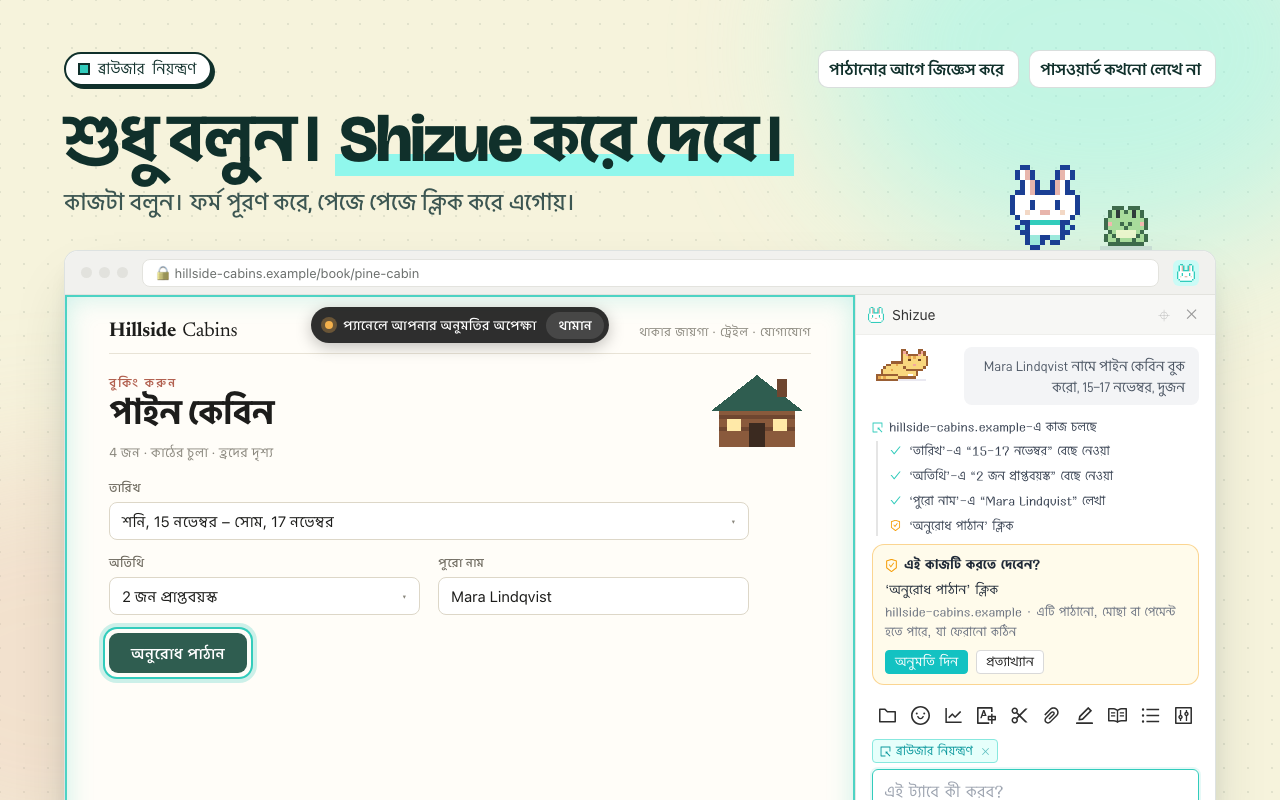 ব্রাউজার নিয়ন্ত্রণ
পাঠানোর আগে জিজ্ঞেস করে
পাসওয়ার্ড কখনো লেখে না
শুধু বলুন। Shizue করে দেবে।
কাজটা বলুন। ফর্ম পূরণ করে, পেজে পেজে ক্লিক করে এগোয়।
hillside-cabins.example/book/pine-cabin
Hillside Cabins
প্যানেলে আপনার অনুমতির অপেক্ষা
থামান
থাকার জায়গা · ট্রেইল · যোগাযোগ
বুকিং করুন
পাইন কেবিন
4 জন · কাঠের চুলা · হ্রদের দৃশ্য
তারিখ
শনি, 15 নভেম্বর – সোম, 17 নভেম্বর
অতিথি
পুরো নাম
2 জন প্রাপ্তবয়স্ক
Mara Lindqvist
অনুরোধ পাঠান
Shizue
Mara Lindqvist নামে পাইন কেবিন বুক
করো, 15–17 নভেম্বর, দুজন
hillside-cabins.example-এ কাজ চলছে
‘তারিখ’-এ “15–17 নভেম্বর” বেছে নেওয়া
‘অতিথি’-এ “2 জন প্রাপ্তবয়স্ক” বেছে নেওয়া
‘পুরো নাম’-এ “Mara Lindqvist” লেখা
‘অনুরোধ পাঠান’ ক্লিক
এই কাজটি করতে দেবেন?
‘অনুরোধ পাঠান’ ক্লিক
hillside-cabins.example · এটি পাঠানো, মোছা বা পেমেন্ট
হতে পারে, যা ফেরানো কঠিন
অনুমতি দিন
প্রত্যাখ্যান
ব্রাউজার নিয়ন্ত্রণ
এই ট্যাবে কী করব?